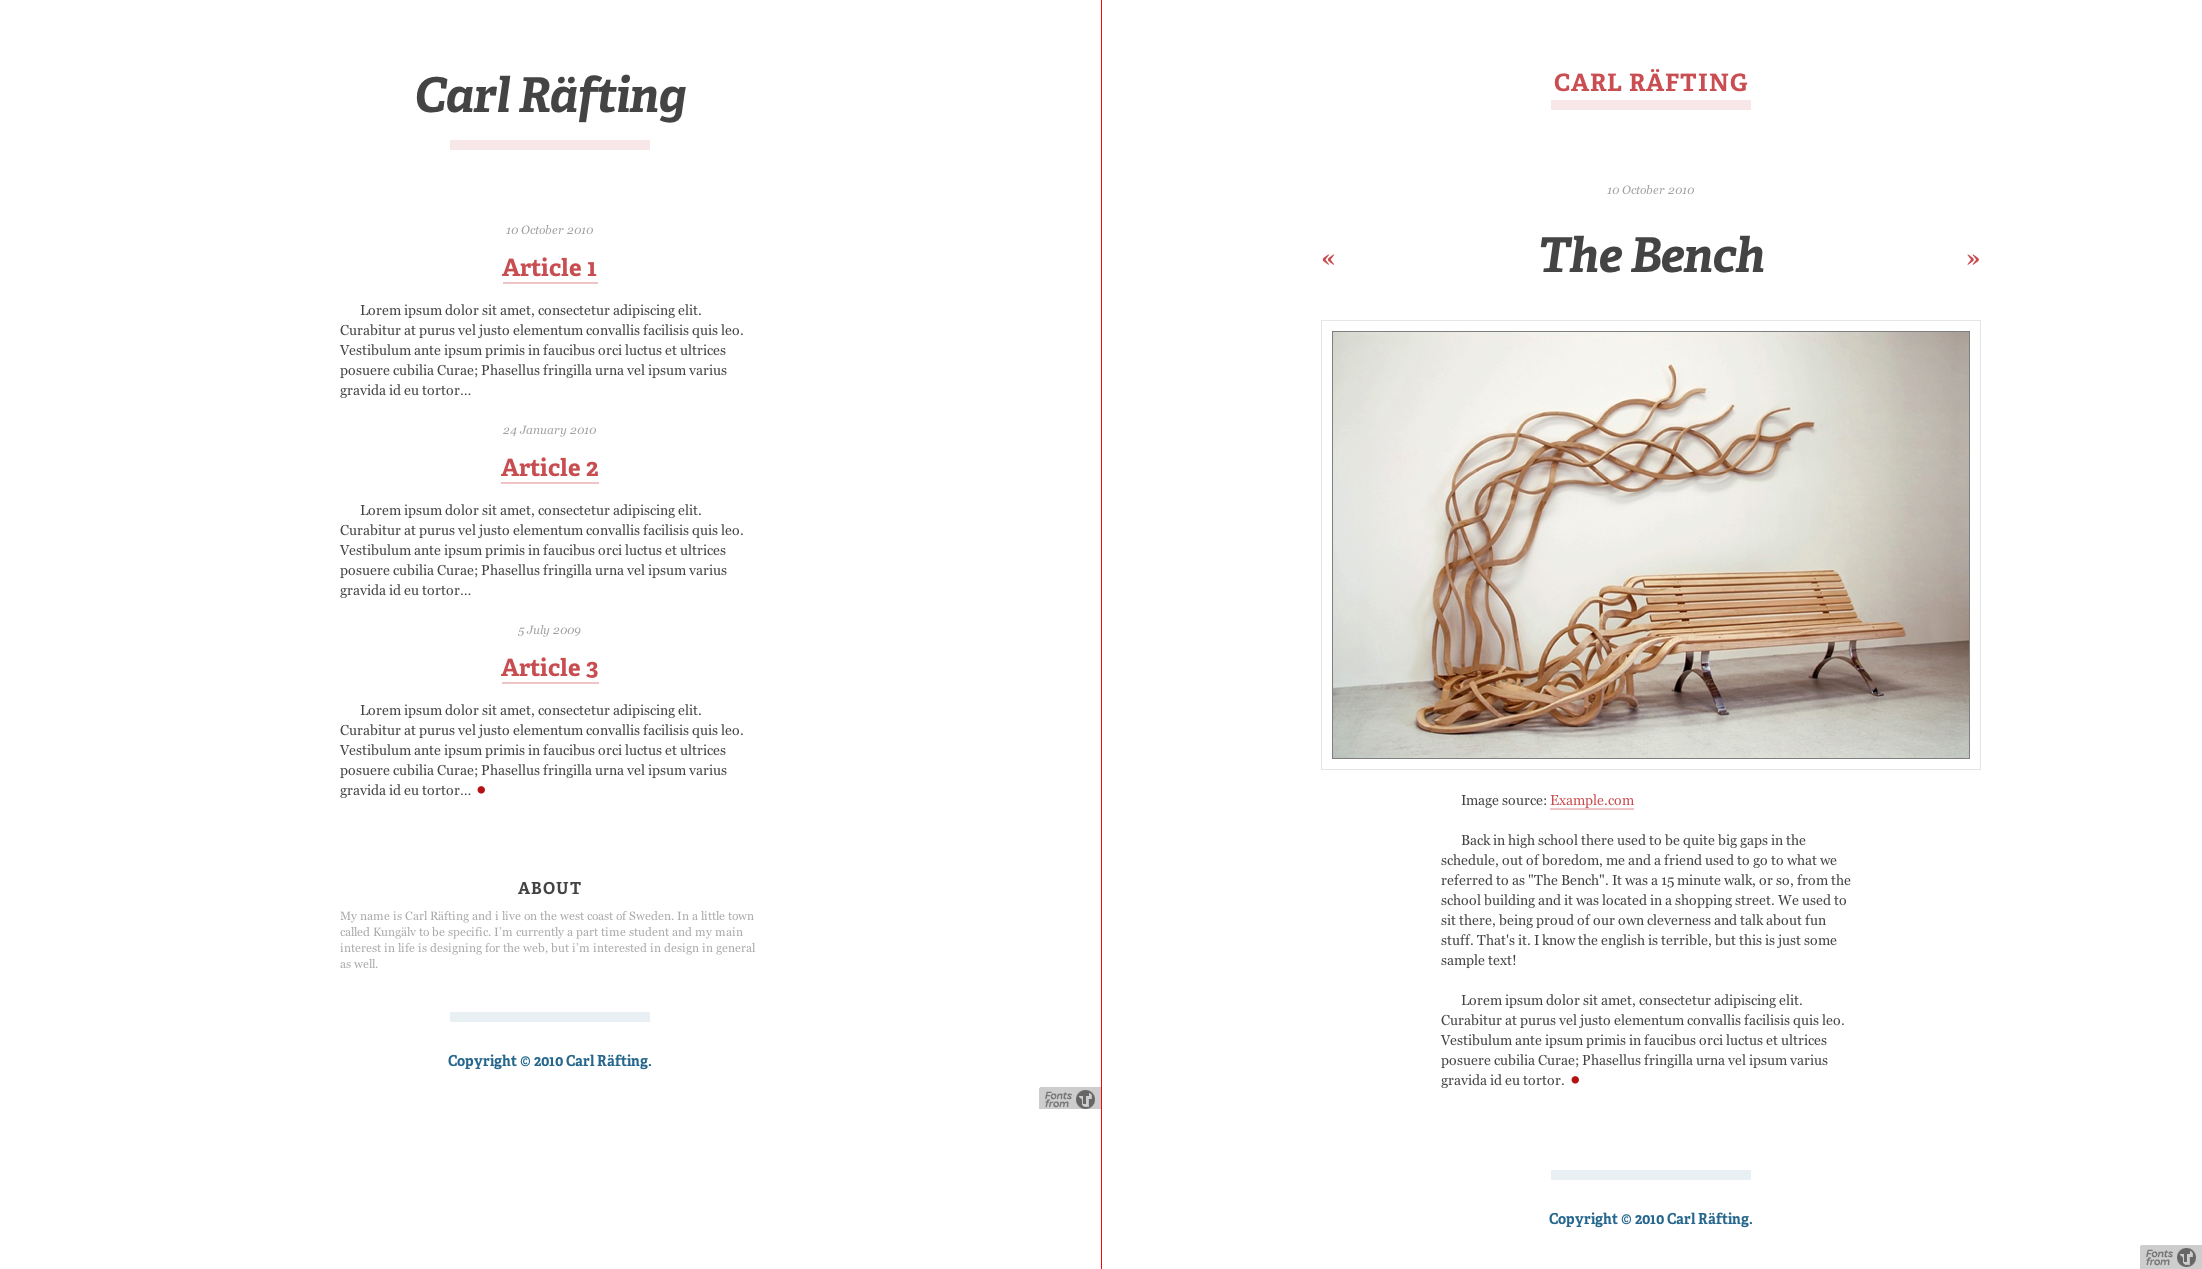 Carl Räfting
10 October 2010
Article 1
Lorem ipsum dolor sit amet, consectetur adipiscing elit.
Curabitur at purus vel justo elementum convallis facilisis quis leo.
Vestibulum ante ipsum primis in faucibus orci luctus et ultrices
posuere cubilia Curae; Phasellus fringilla urna vel ipsum varius
gravida id eu tortor…
24 January 2010
Article 2
Lorem ipsum dolor sit amet, consectetur adipiscing elit.
Curabitur at purus vel justo elementum convallis facilisis quis leo.
Vestibulum ante ipsum primis in faucibus orci luctus et ultrices
posuere cubilia Curae; Phasellus fringilla urna vel ipsum varius
gravida id eu tortor…
5 July 2009
Article 3
Lorem ipsum dolor sit amet, consectetur adipiscing elit.
Curabitur at purus vel justo elementum convallis facilisis quis leo.
Vestibulum ante ipsum primis in faucibus orci luctus et ultrices
posuere cubilia Curae; Phasellus fringilla urna vel ipsum varius
gravida id eu tortor… ●
ABOUT
My name is Carl Räfting and i live on the west coast of Sweden. In a little town
called Kungälv to be specific. I'm currently a part time student and my main
interest in life is designing for the web, but i'm interested in design in general
as well.
Copyright © 2010 Carl Räfting.
Fonts
from
CARL RÄFTING
10 October 2010
« The Bench »
Image source: Example.com
Back in high school there used to be quite big gaps in the
schedule, out of boredom, me and a friend used to go to what we
referred to as "The Bench". It was a 15 minute walk, or so, from the
school building and it was located in a shopping street. We used to
sit there, being proud of our own cleverness and talk about fun
stuff. That's it. I know the english is terrible, but this is just some
sample text!
Lorem ipsum dolor sit amet, consectetur adipiscing elit.
Curabitur at purus vel justo elementum convallis facilisis quis leo.
Vestibulum ante ipsum primis in faucibus orci luctus et ultrices
posuere cubilia Curae; Phasellus fringilla urna vel ipsum varius
gravida id eu tortor. ●
Copyright © 2010 Carl Räfting.
Fonts
from